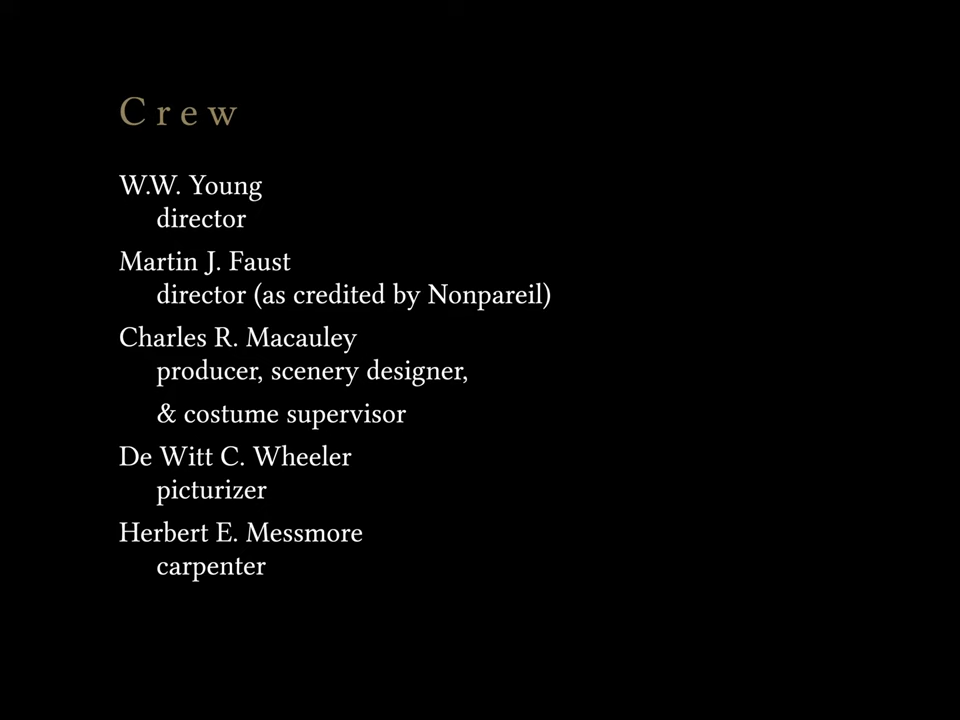 Crew
W.W. Young
director
Martin J. Faust
director (as credited by Nonpareil)
Charles R. Macauley
producer, scenery designer,
& costume supervisor
De Witt C. Wheeler
picturizer
Herbert E. Messmore
carpenter